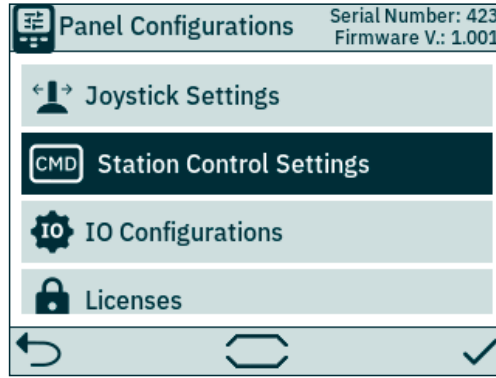 Panel Configurations
Serial Number: 423
Firmware V.: 1.001
Joystick Settings
CMD Station Control Settings
IO IO Configurations
Licenses